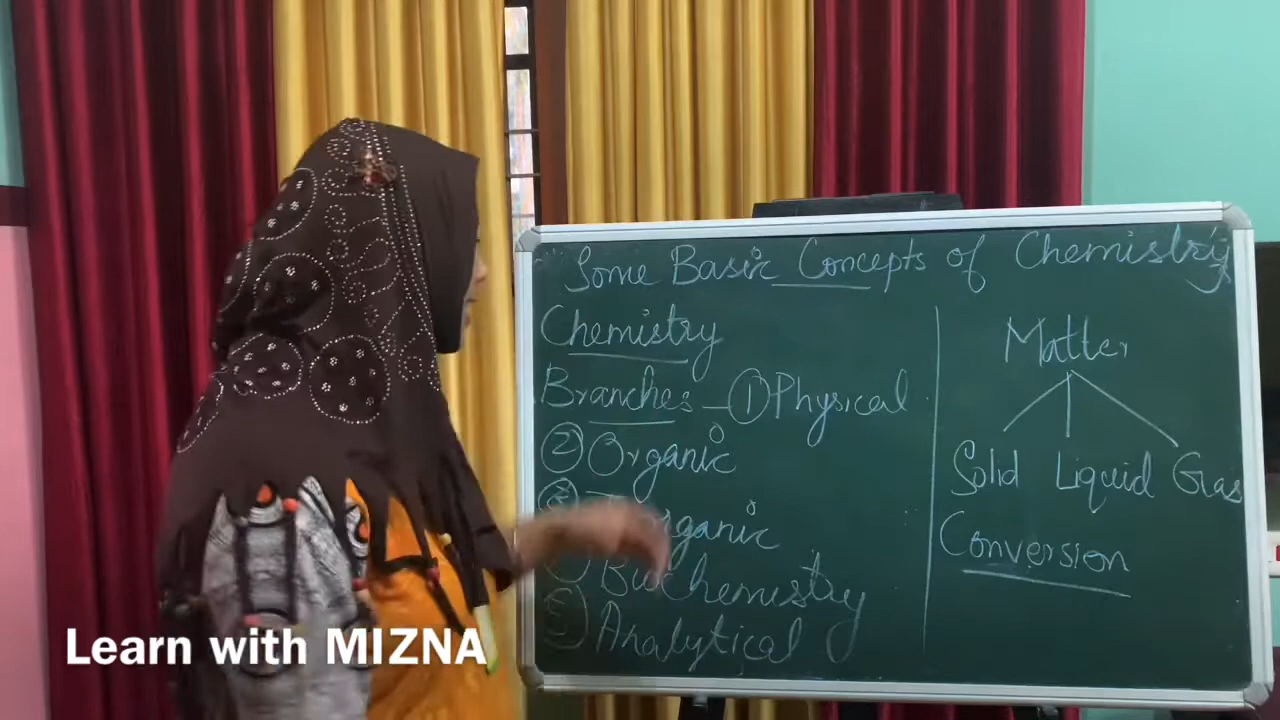 Some Basic Concepts of Chemistry
Chemistry
Branches - ① Physical
② Organic
Biochemistry
⑤ Analytical
Matter
Solid Liquid Gas
Conversion
Learn with MIZNA